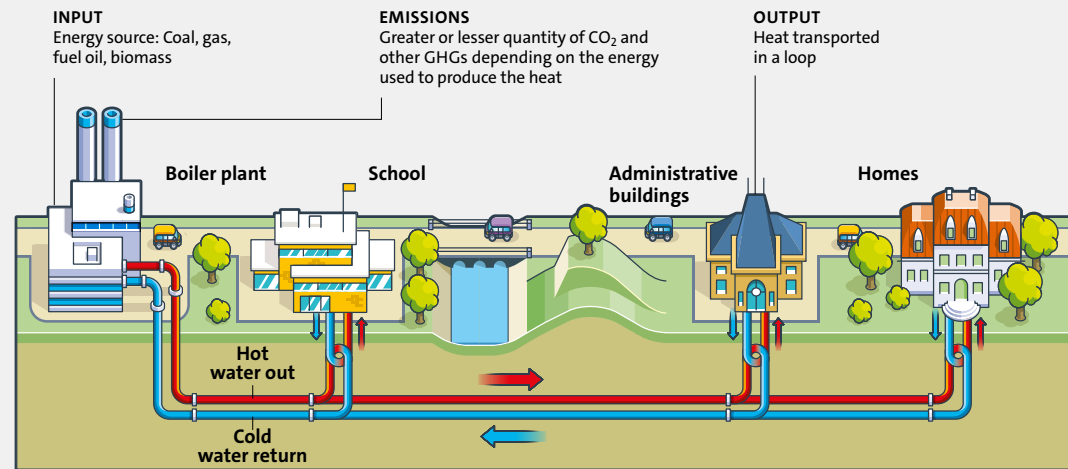 INPUT
Energy source: Coal, gas,
fuel oil, biomass
EMISSIONS
Greater or lesser quantity of CO₂ and
other GHGs depending on the energy
used to produce the heat
OUTPUT
Heat transported
in a loop
Boiler plant
School
Administrative
buildings
Homes
Hot
water out
Cold
water return